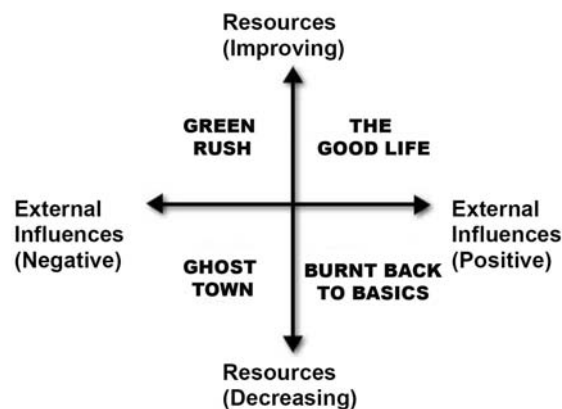 Resources
(Improving)
GREEN
RUSH
THE
GOOD LIFE
External
Influences
(Negative)
External
Influences
(Positive)
GHOST
TOWN
BURNT BACK
TO BASICS
Resources
(Decreasing)